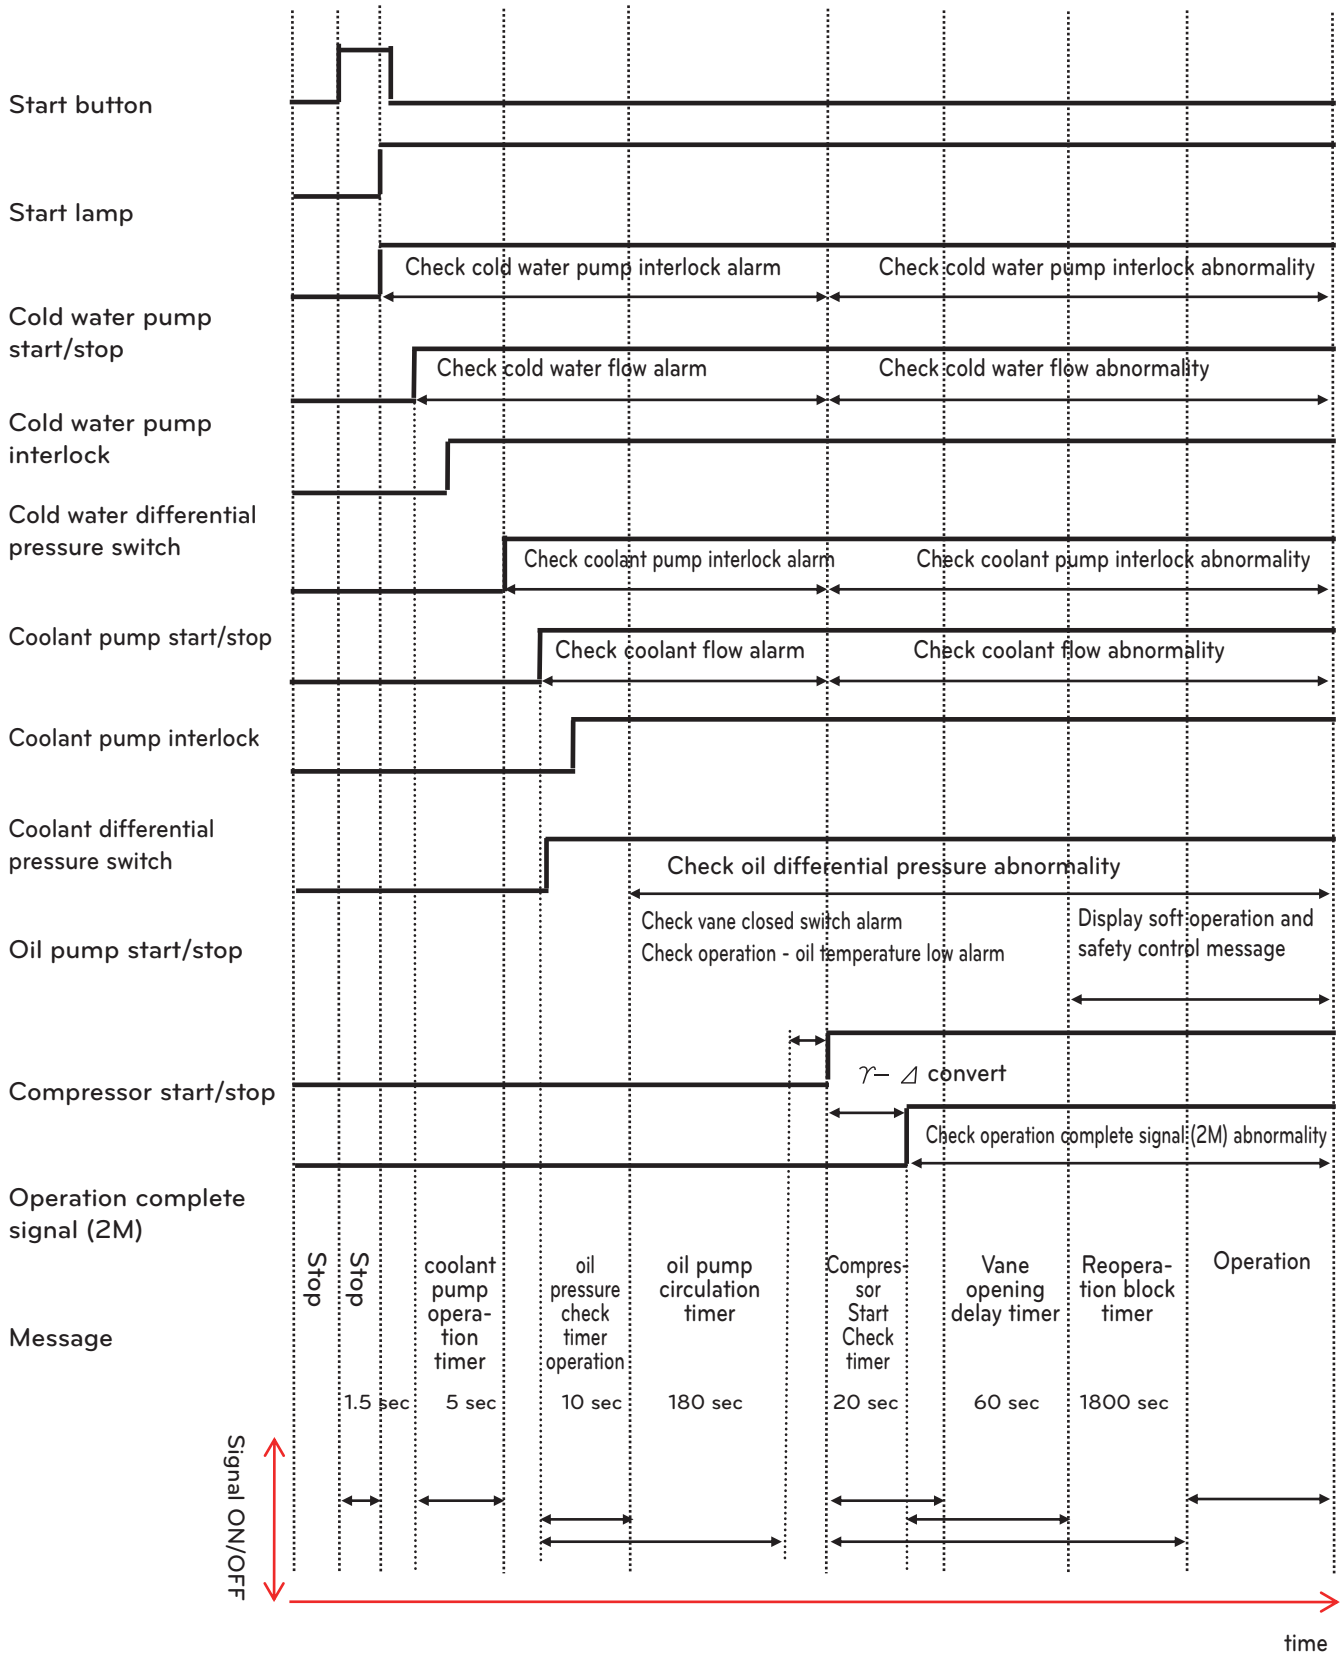 Start button
Start lamp
Check cold water pump interlock alarm
Check cold water pump interlock abnormality
Cold water pump
start/stop
Check cold water flow alarm
Check cold water flow abnormality
Cold water pump
interlock
Cold water differential
pressure switch
Check coolant pump interlock alarm
Check coolant pump interlock abnormality
Coolant pump start/stop
Check coolant flow alarm
Check coolant flow abnormality
Coolant pump interlock
Coolant differential
pressure switch
Check oil differential pressure abnormality
Check vane closed switch alarm
Check operation - oil temperature low alarm
Display soft operation and
safety control message
Oil pump start/stop
Compressor start/stop
Υ− ⊿ convert
Check operation complete signal (2M) abnormality
Operation complete
signal (2M)
Message
Stop
Stop
coolant
pump
opera-
tion
timer
oil
pressure
check
timer
operation
oil pump
circulation
timer
Compres-
sor
Start
Check
timer
Vane
opening
delay timer
Reopera-
tion block
timer
Operation
1.5 sec
5 sec
10 sec
180 sec
20 sec
60 sec
1800 sec
Signal ON/OFF
time